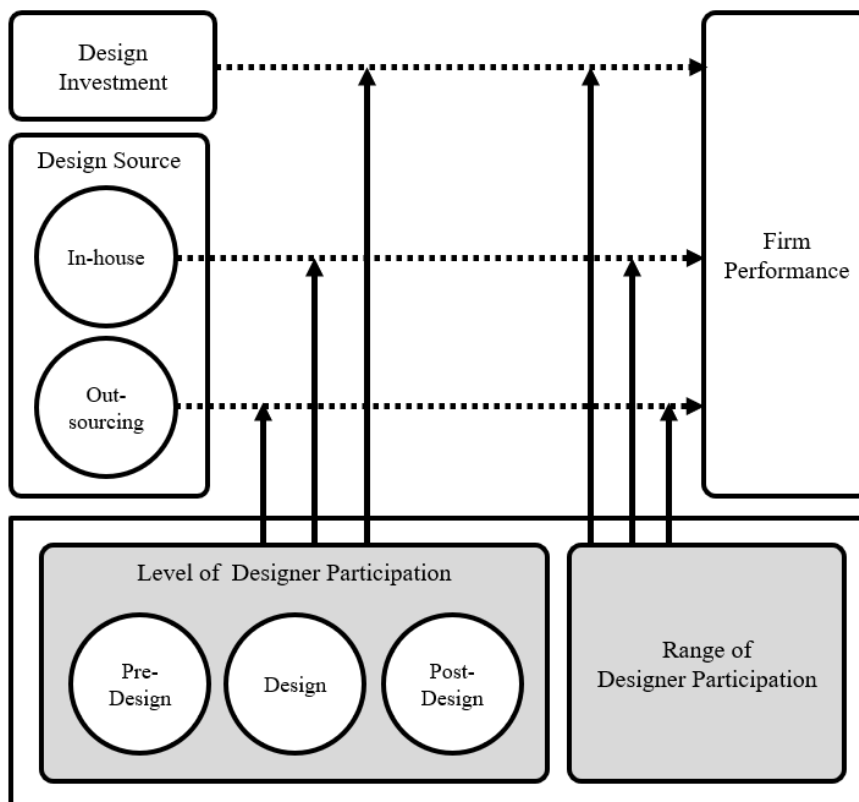 Design
Investment
Design Source
In-house
Out-
sourcing
Firm
Performance
Level of Designer Participation
Pre-
Design
Design
Post-
Design
Range of
Designer Participation